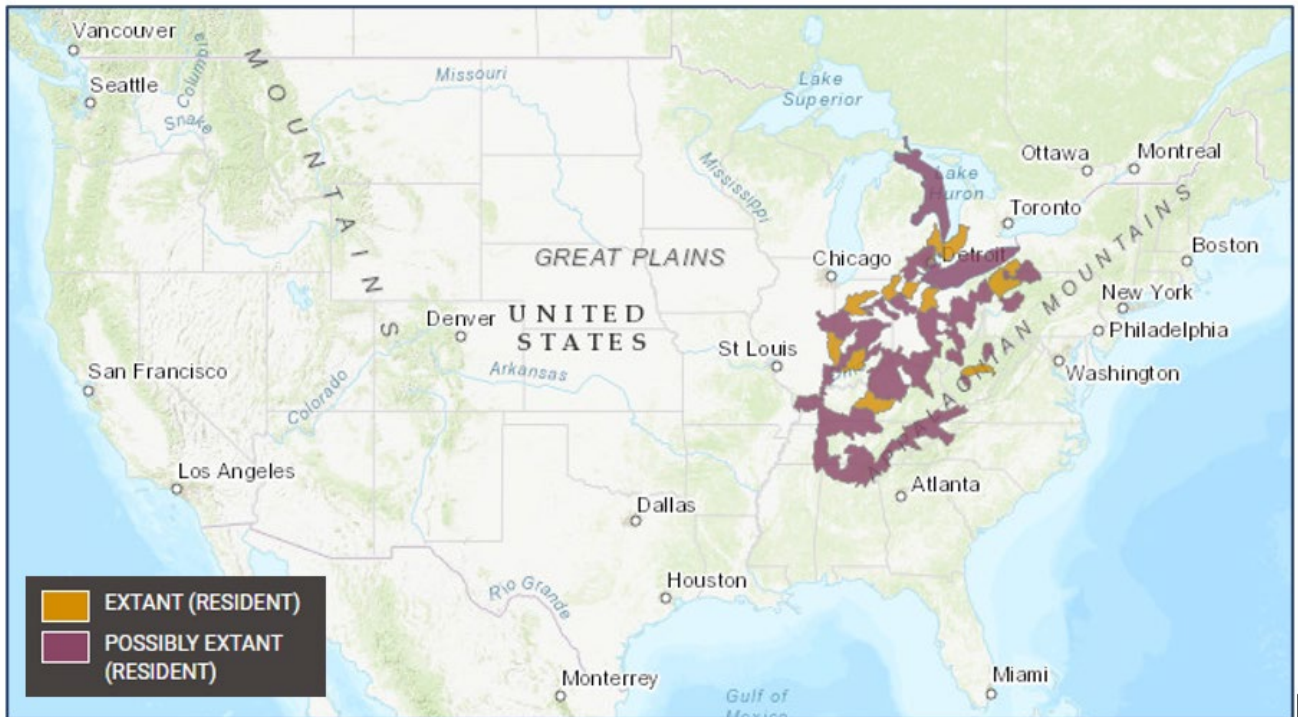 Vancouver
Seattle
Columbia
Snake
MOUNTAINS
Missouri
Lake
Superior
Mississippi
Ottawa
Montreal
Lake
Huron
Toronto
Boston
Chicago
Detroit
GREAT PLAINS
New York
Philadelphia
Washington
APPALACHIAN MOUNTAINS
Denver
UNITED
STATES
St Louis
San Francisco
Colorado
Arkansas
Los Angeles
Dallas
Atlanta
Houston
Rio Grande
Monterrey
Miami
Gulf of
Mexico
EXTANT (RESIDENT)
POSSIBLY EXTANT
(RESIDENT)